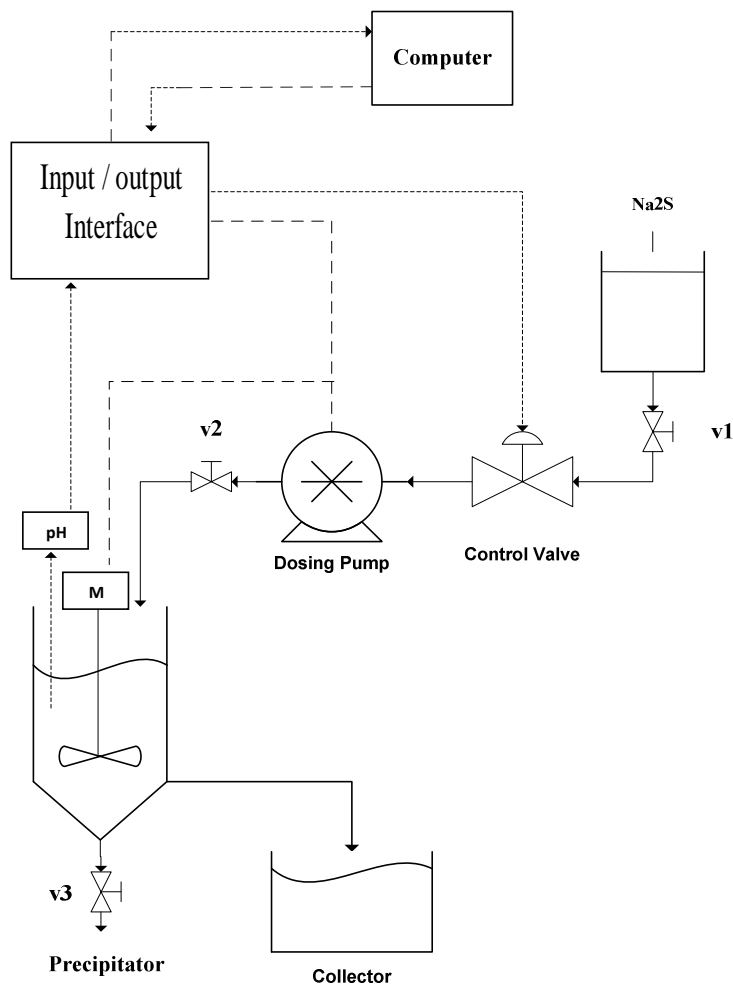 Computer
Input / output
Interface
Na2S
v1
v2
pH
Dosing Pump
Control Valve
M
v3
Precipitator
Collector